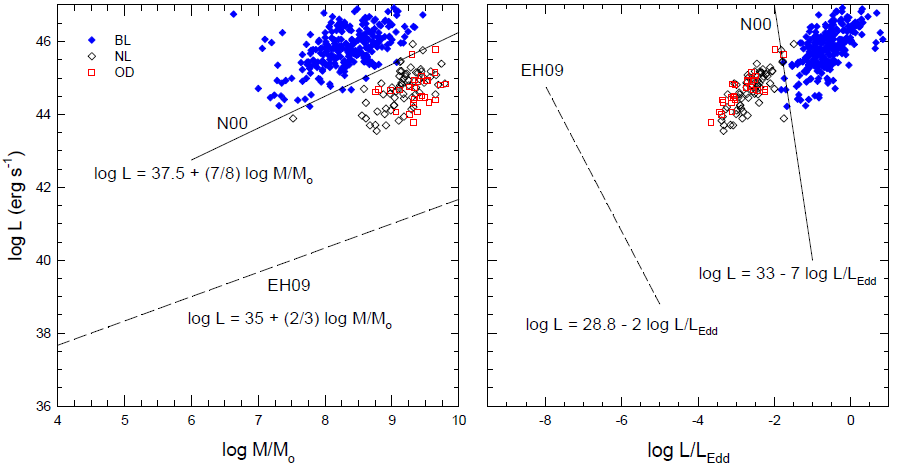 BL
NL
OD
N00
log L = 37.5 + (7/8) log M/Mo
EH09
log L = 35 + (2/3) log M/Mo
46
44
42
40
38
36
log L (erg s-1)
4
5
6
7
8
9
10
log M/Mo
N00
EH09
log L = 33 - 7 log L/LEdd
log L = 28.8 - 2 log L/LEdd
-8
-6
-4
-2
0
log L/LEdd